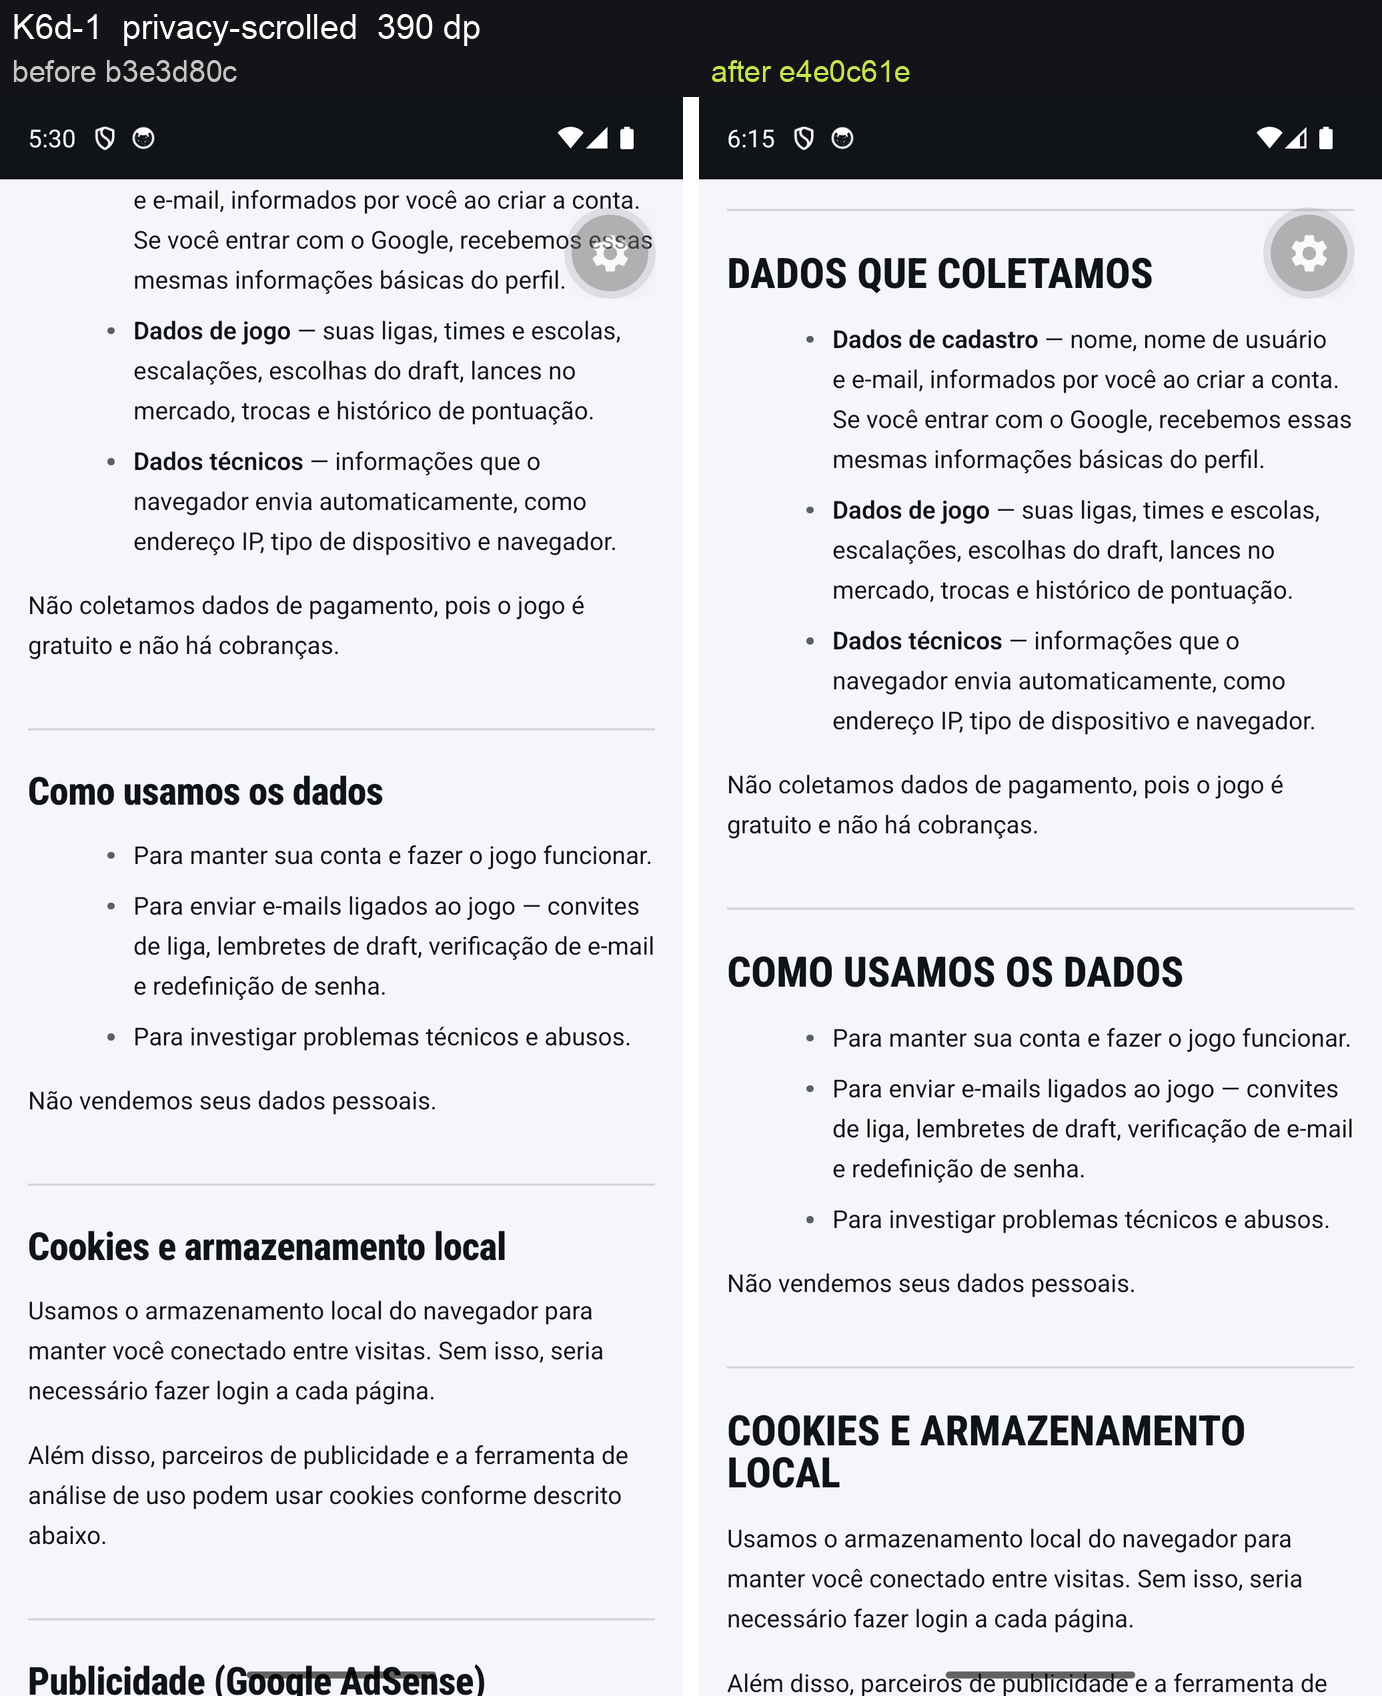 K6d-1 privacy-scrolled 390 dp
before b3e3d80c
after e4e0c61e
5:30
e e-mail, informados por você ao criar a conta.
Se você entrar com o Google, recebemos essas
mesmas informações básicas do perfil.
• Dados de jogo — suas ligas, times e escolas,
escalações, escolhas do draft, lances no
mercado, trocas e histórico de pontuação.
• Dados técnicos — informações que o
navegador envia automaticamente, como
endereço IP, tipo de dispositivo e navegador.
Não coletamos dados de pagamento, pois o jogo é
gratuito e não há cobranças.
Como usamos os dados
• Para manter sua conta e fazer o jogo funcionar.
• Para enviar e-mails ligados ao jogo — convites
de liga, lembretes de draft, verificação de e-mail
e redefinição de senha.
• Para investigar problemas técnicos e abusos.
Não vendemos seus dados pessoais.
Cookies e armazenamento local
Usamos o armazenamento local do navegador para
manter você conectado entre visitas. Sem isso, seria
necessário fazer login a cada página.
Além disso, parceiros de publicidade e a ferramenta de
análise de uso podem usar cookies conforme descrito
abaixo.
Publicidade (Google AdSense)
6:15
DADOS QUE COLETAMOS
• Dados de cadastro — nome, nome de usuário
e e-mail, informados por você ao criar a conta.
Se você entrar com o Google, recebemos essas
mesmas informações básicas do perfil.
• Dados de jogo — suas ligas, times e escolas,
escalações, escolhas do draft, lances no
mercado, trocas e histórico de pontuação.
• Dados técnicos — informações que o
navegador envia automaticamente, como
endereço IP, tipo de dispositivo e navegador.
Não coletamos dados de pagamento, pois o jogo é
gratuito e não há cobranças.
COMO USAMOS OS DADOS
• Para manter sua conta e fazer o jogo funcionar.
• Para enviar e-mails ligados ao jogo — convites
de liga, lembretes de draft, verificação de e-mail
e redefinição de senha.
• Para investigar problemas técnicos e abusos.
Não vendemos seus dados pessoais.
COOKIES E ARMAZENAMENTO
LOCAL
Usamos o armazenamento local do navegador para
manter você conectado entre visitas. Sem isso, seria
necessário fazer login a cada página.
Além disso, parceiros de publicidade e a ferramenta de